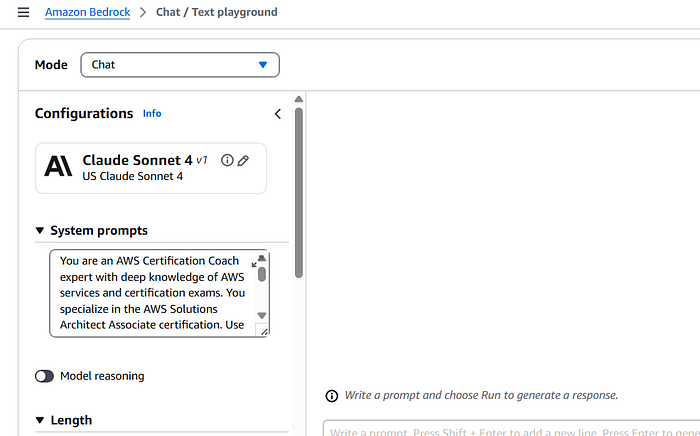 Amazon Bedrock > Chat / Text playground
Mode
Chat
Configurations
Info
Claude Sonnet 4 v1
US Claude Sonnet 4
System prompts
You are an AWS Certification Coach
expert with deep knowledge of AWS
services and certification exams. You
specialize in the AWS Solutions
Architect Associate certification. Use
Model reasoning
Length
Write a prompt and choose Run to generate a response.
Write a prompt. Press Shift + Enter to add a new line. Press Enter to gene